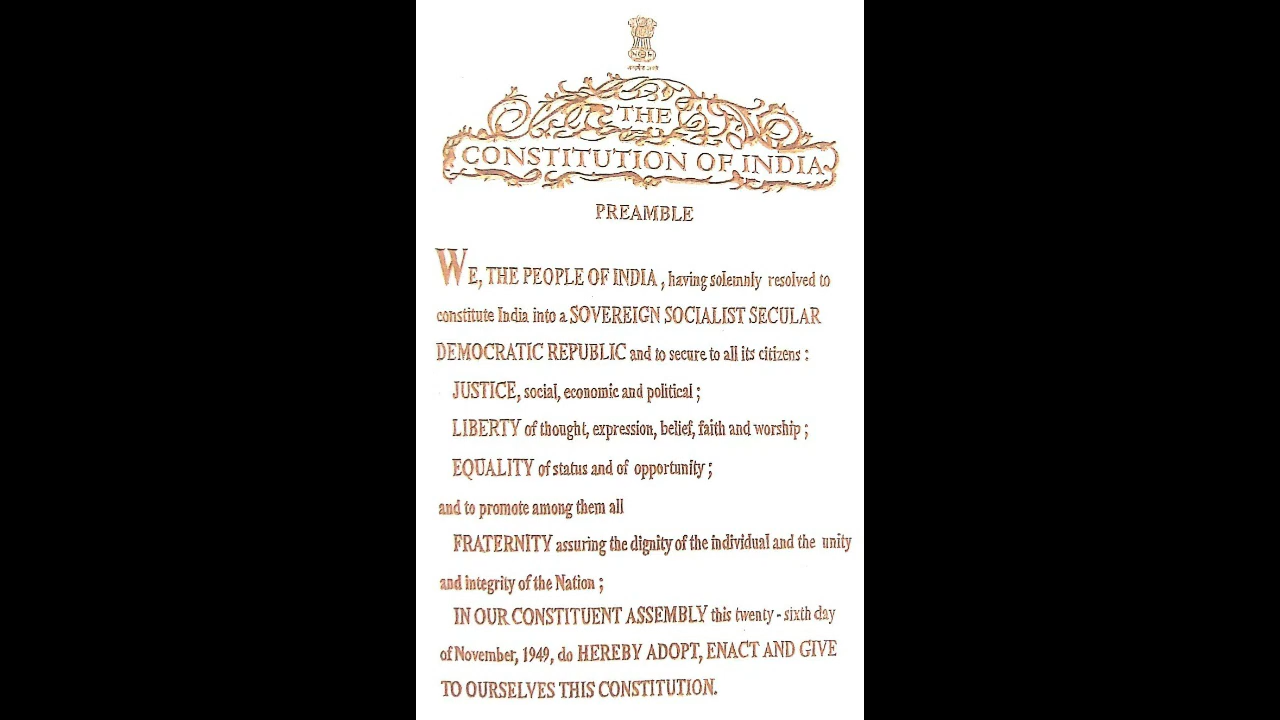 THE
CONSTITUTION OF INDIA
PREAMBLE
WE, THE PEOPLE OF INDIA , having solemnly resolved to
constitute India into a SOVEREIGN SOCIALIST SECULAR
DEMOCRATIC REPUBLIC and to secure to all its citizens :
JUSTICE, social, economic and political ;
LIBERTY of thought, expression, belief, faith and worship ;
EQUALITY of status and of opportunity ;
and to promote among them all
FRATERNITY assuring the dignity of the individual and the unity
and integrity of the Nation ;
IN OUR CONSTITUENT ASSEMBLY this twenty - sixth day
of November, 1949, do HEREBY ADOPT, ENACT AND GIVE
TO OURSELVES THIS CONSTITUTION.